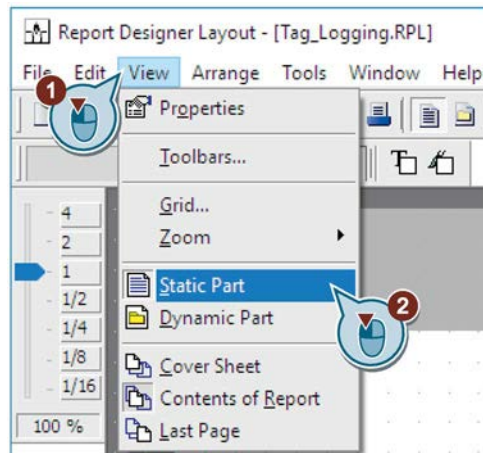 Report Designer Layout - [Tag_Logging.RPL]
File Edit View Arrange Tools Window Help
1
Properties
Toolbars...
Grid...
Zoom
Static Part
2
Dynamic Part
Cover Sheet
Contents of Report
Last Page
4
2
1
1/2
1/4
1/8
1/16
100 %
T